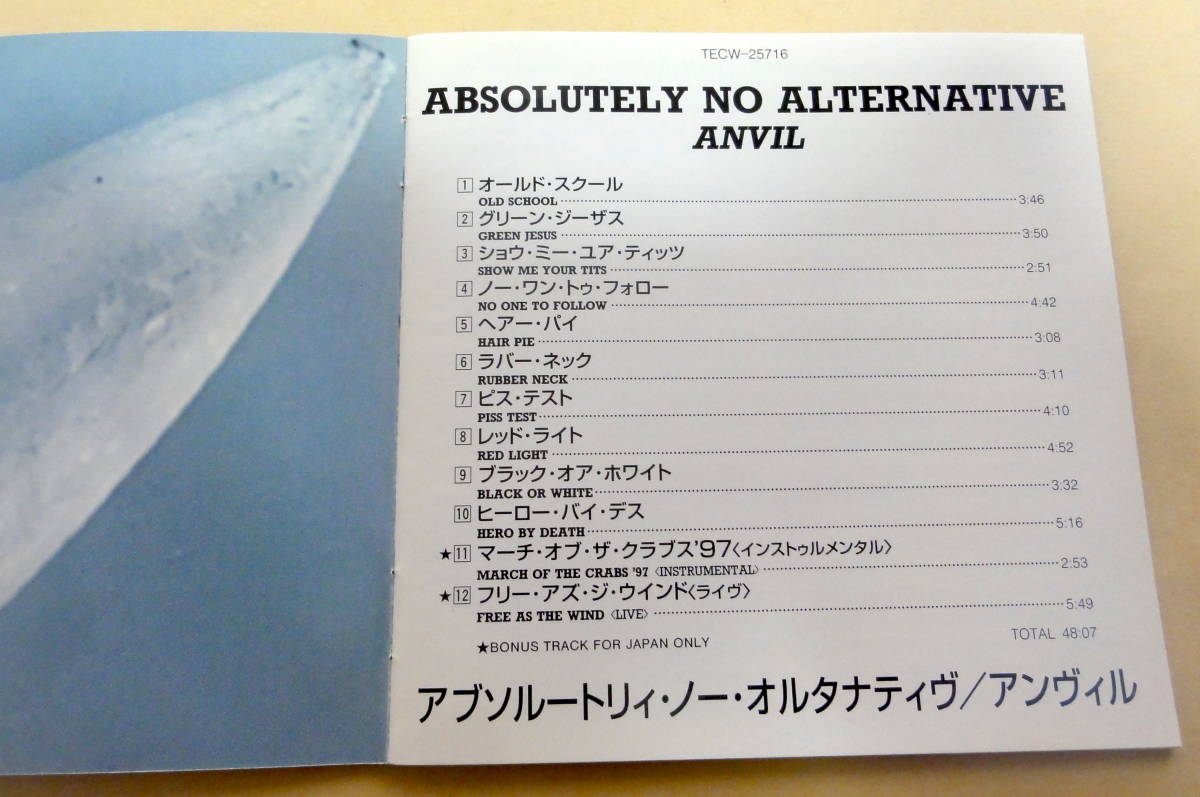 TECW-25716
ABSOLUTELY NO ALTERNATIVE
ANVIL
1 オールド・スクール
OLD SCHOOL 3:46
2 グリーン・ジーザス
GREEN JESUS 3:50
3 ショウ・ミー・ユア・ティッツ
SHOW ME YOUR TITS 2:51
4 ノー・ワン・トゥ・フォロー
NO ONE TO FOLLOW 4:42
5 ヘアー・パイ
HAIR PIE 3:08
6 ラバー・ネック
RUBBER NECK 3:11
7 ピス・テスト
PISS TEST 4:10
8 レッド・ライト
RED LIGHT 4:52
9 ブラック・オア・ホワイト
BLACK OR WHITE 3:32
10 ヒーロー・バイ・デス
HERO BY DEATH 5:16
★11 マーチ・オブ・ザ・クラブス'97〈インストゥルメンタル〉
MARCH OF THE CRABS '97 〈INSTRUMENTAL〉 2:53
★12 フリー・アズ・ジ・ウインド〈ライヴ〉
FREE AS THE WIND 〈LIVE〉 5:49
★BONUS TRACK FOR JAPAN ONLY
TOTAL 48:07
アブソルートリィ・ノー・オルタナティヴ／アンヴィル